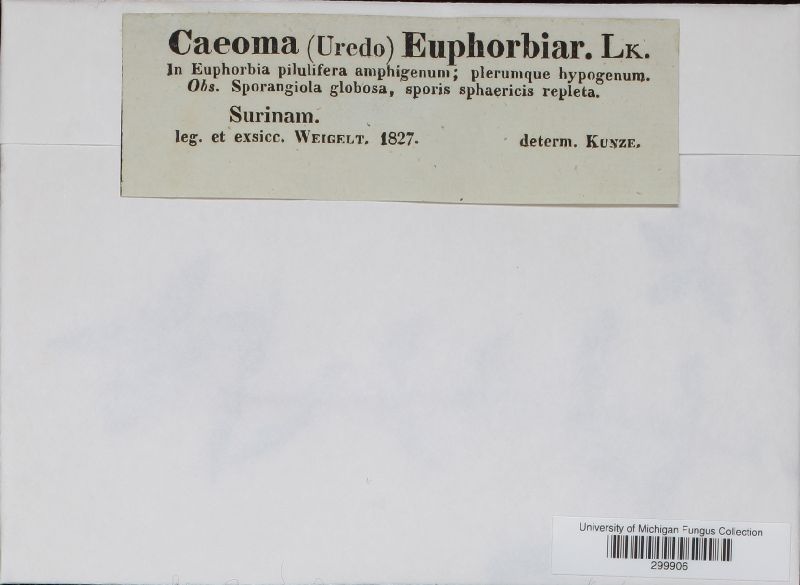 Caeoma (Uredo) Euphorbiar. LK.
In Euphorbia pilulifera amphigenum; plerumque hypogenum.
Obs. Sporangiola globosa, sporis sphaericis repleta.
Surinam.
leg. et exsicc. WEIGELT. 1827.
determ. KUNZE.
University of Michigan Fungus Collection
299906